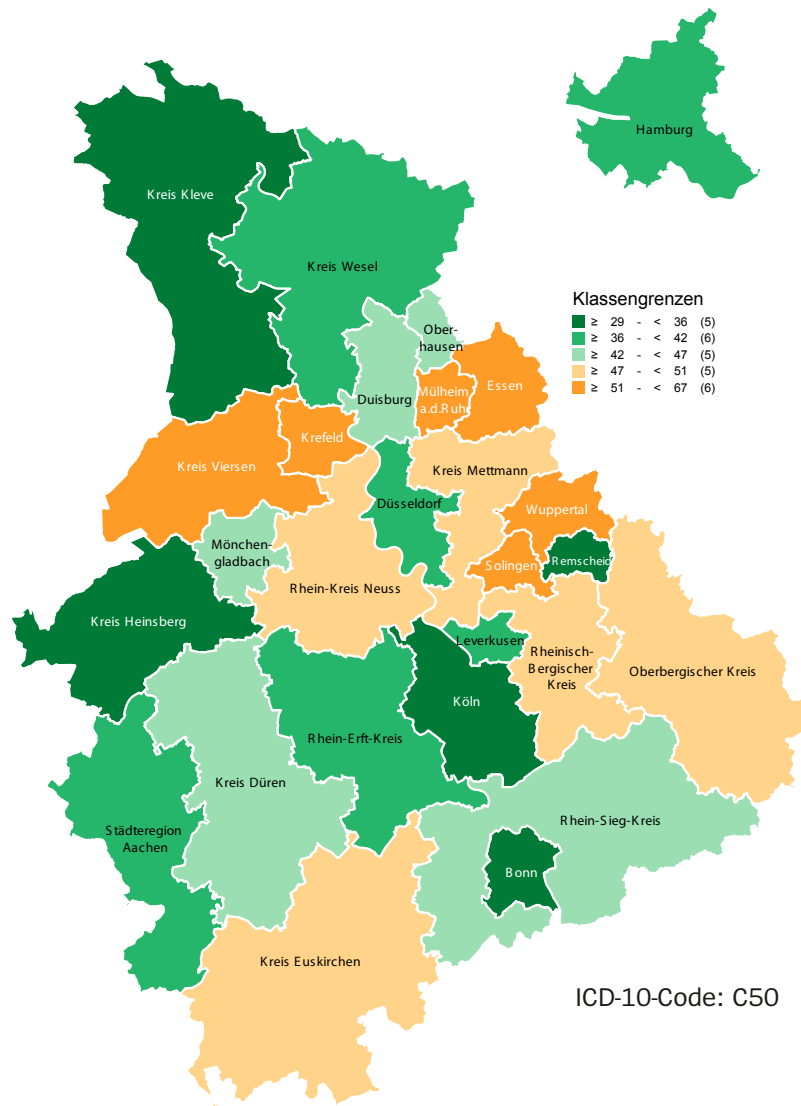 Hamburg
Kreis Kleve
Kreis Wesel
Klassengrenzen
≥ 29 - < 36 (5)
≥ 36 - < 42 (6)
≥ 42 - < 47 (5)
≥ 47 - < 51 (5)
≥ 51 - < 67 (6)
Ober-
hausen
Duisburg
Mülheim
a.d.Ruhr
Essen
Krefeld
Kreis Viersen
Kreis Mettmann
Düsseldorf
Wuppertal
Mönchen-
gladbach
Solingen
Remscheid
Rhein-Kreis Neuss
Kreis Heinsberg
Leverkusen
Rheinisch-
Bergischer
Kreis
Oberbergischer Kreis
Köln
Rhein-Erft-Kreis
Kreis Düren
Städteregion
Aachen
Rhein-Sieg-Kreis
Bonn
Kreis Euskirchen
ICD-10-Code: C50